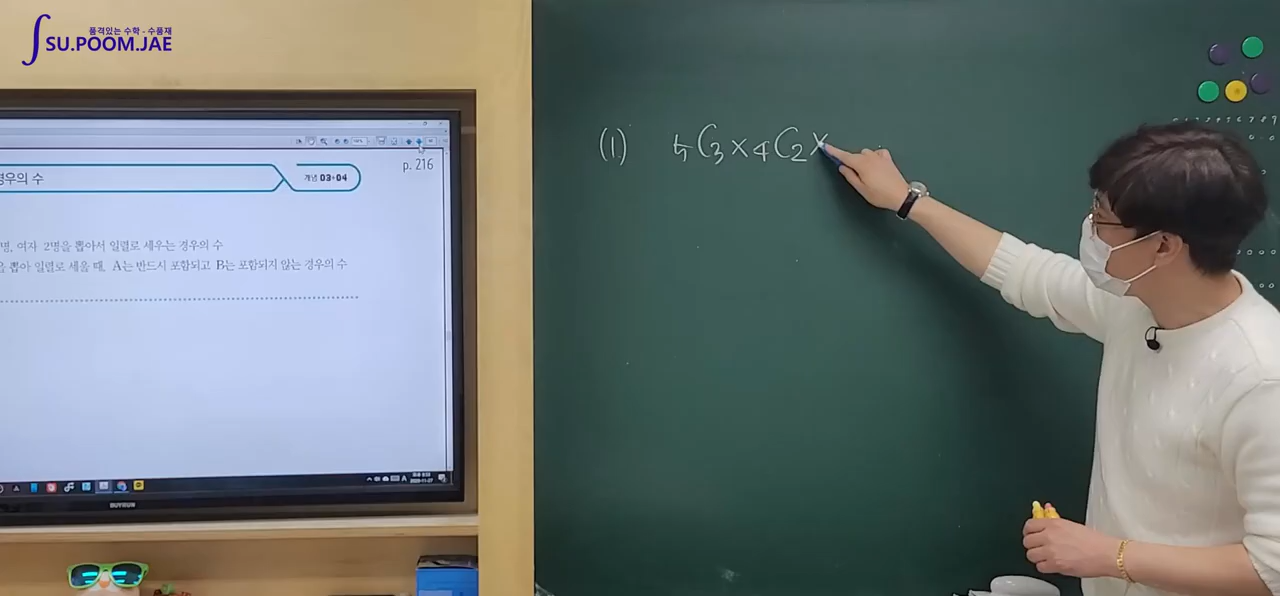 품격있는 수학 - 수품재
SU.POOM.JAE
p. 216
경우의 수
개념 03·04
명, 여자 2명을 뽑아서 일렬로 세우는 경우의 수
을 뽑아 일렬로 세울 때, A는 반드시 포함되고 B는 포함되지 않는 경우의 수
SUYRUN
(1) 5C3×4C2×